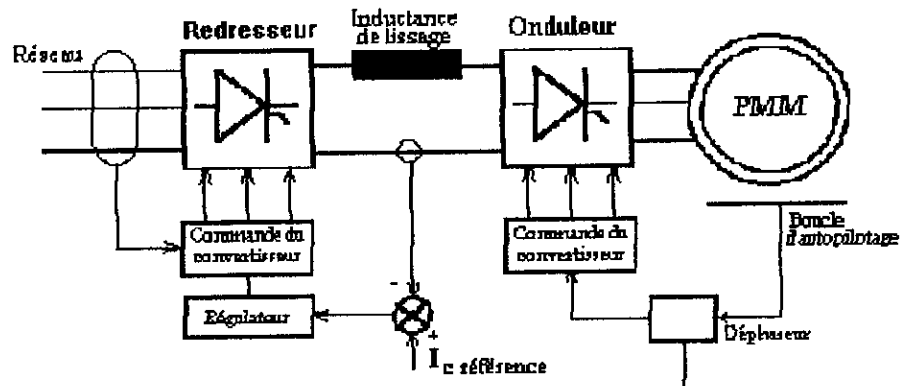 Réseau
Redresseur
Inductance
de lissage
Onduleur
PMM
Commande du
convertisseur
Commande du
convertisseur
Boucle
d'autopilotage
Régulateur
-
+
I c référence
Déphaseur